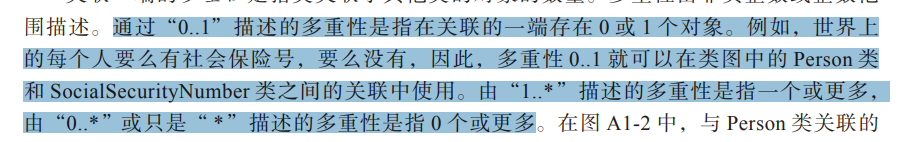 围描述。通过“0..1”描述的多重性是指在关联的一端存在 0 或 1 个对象。例如，世界上
的每个人要么有社会保险号，要么没有，因此，多重性 0..1 就可以在类图中的 Person 类
和 SocialSecurityNumber 类之间的关联中使用。由“1..*”描述的多重性是指一个或更多，
由“0..*”或只是“ *”描述的多重性是指 0 个或更多。在图 A1-2 中，与 Person 类关联的